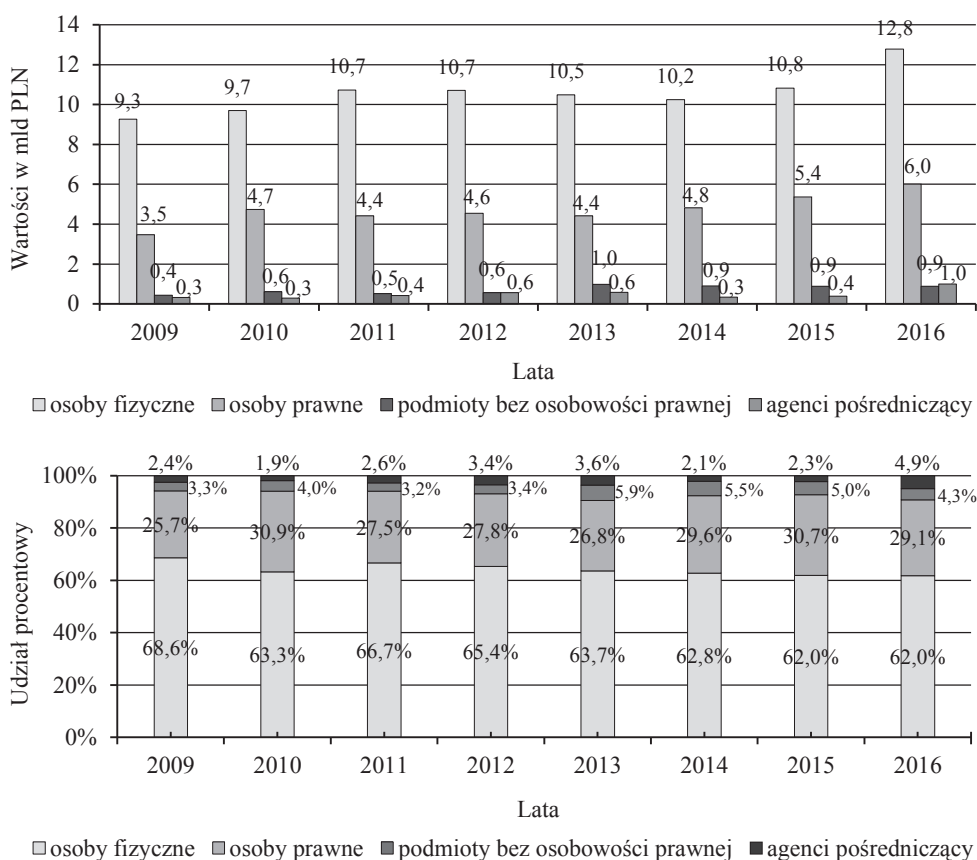 14
12
10
8
6
4
2
0
Wartości w mld PLN
9,3 3,5 0,4 0,3
9,7 4,7 0,6 0,3
10,7 4,4 0,5 0,4
10,7 4,6 0,6 0,6
10,5 4,4 1,0 0,6
10,2 4,8 0,9 0,3
10,8 5,4 0,9 0,4
12,8 6,0 0,9 1,0
2009 2010 2011 2012 2013 2014 2015 2016
Lata
osoby fizyczne osoby prawne podmioty bez osobowości prawnej agenci pośredniczący
100%
80%
60%
40%
20%
0%
Udział procentowy
2,4% 1,9% 2,6% 3,4% 3,6% 2,1% 2,3% 4,9%
3,3% 4,0% 3,2% 3,4% 5,9% 5,5% 5,0% 4,3%
25,7% 30,9% 27,5% 27,8% 26,8% 29,6% 30,7% 29,1%
68,6% 63,3% 66,7% 65,4% 63,7% 62,8% 62,0% 62,0%
2009 2010 2011 2012 2013 2014 2015 2016
Lata
osoby fizyczne osoby prawne podmioty bez osobowości prawnej agenci pośredniczący